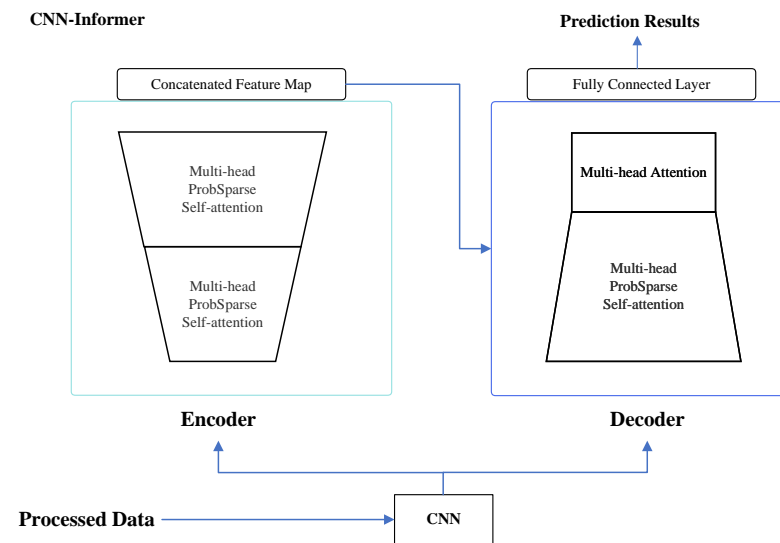 CNN-Informer
Prediction Results
Concatenated Feature Map
Fully Connected Layer
Multi-head
ProbSparse
Self-attention
Multi-head
ProbSparse
Self-attention
Multi-head Attention
Multi-head
ProbSparse
Self-attention
Encoder
Decoder
Processed Data
CNN